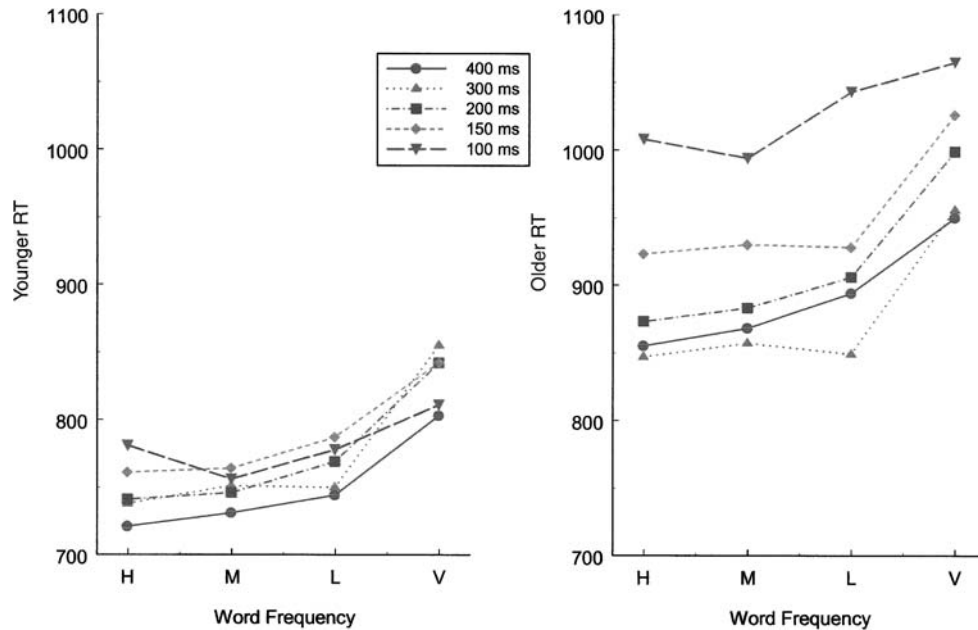 1100
1000
900
800
700
Younger RT
H M L V
Word Frequency
400 ms
300 ms
200 ms
150 ms
100 ms
1100
1000
900
800
700
Older RT
H M L V
Word Frequency